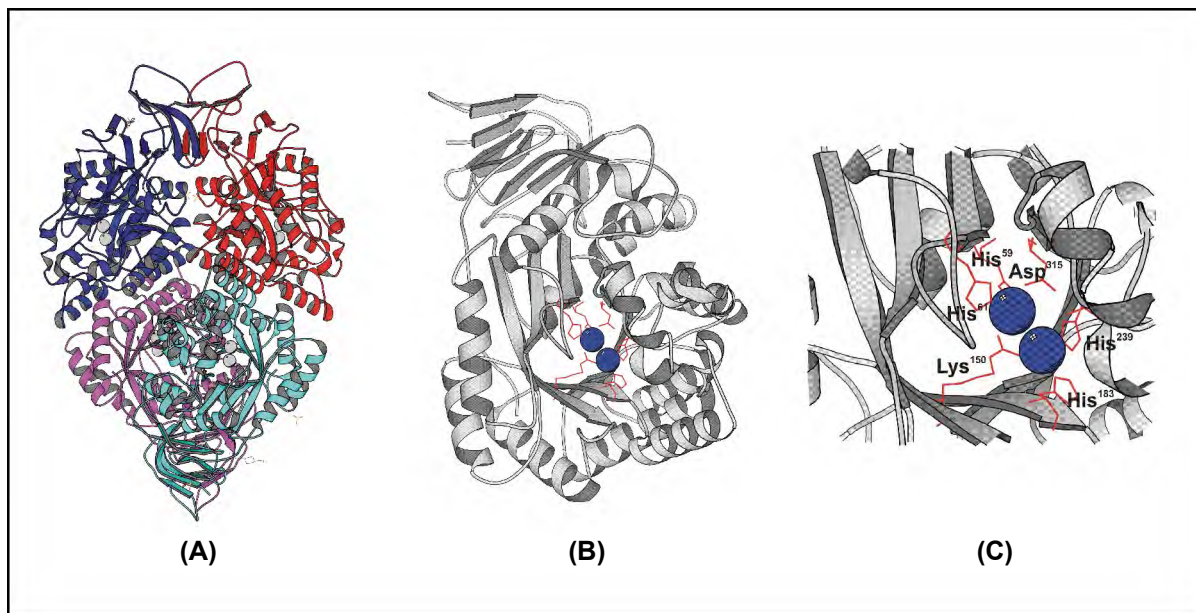 His59
Asp315
His61
His239
Lys150
His183
(A)
(B)
(C)